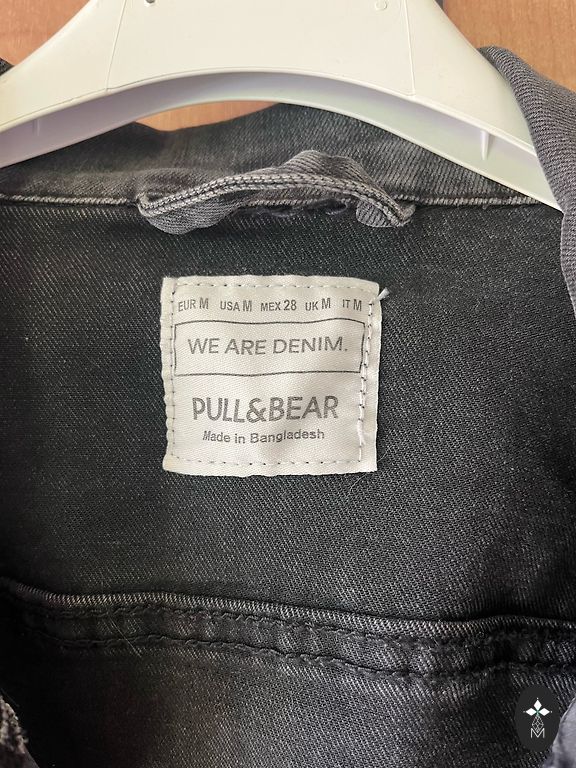 EUR M USA M MEX 28 UK M IT M
WE ARE DENIM.
PULL&BEAR
Made in Bangladesh